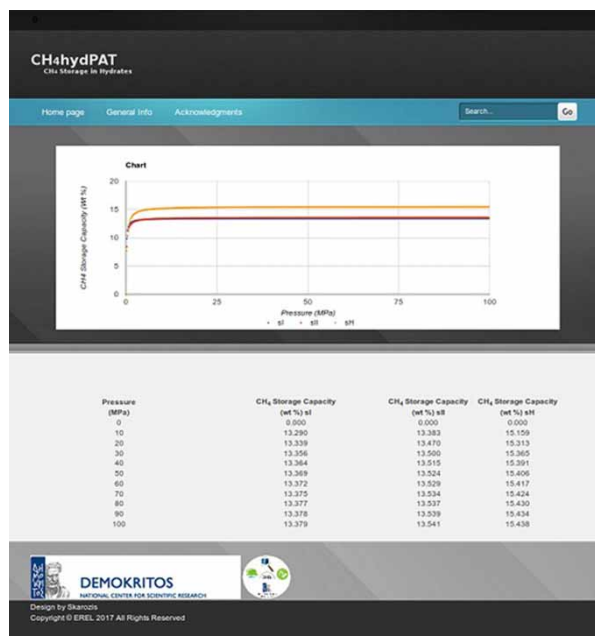 CH4hydPAT
CH4 Storage in Hydrates
Home page General Info Acknowledgments Search... Go
Chart
CH4 Storage Capacity (Wt %)
20
15
10
5
0
0 25 50 75 100
Pressure (MPa)
sI sII sH
Pressure (MPa) CH4 Storage Capacity (wt %) sI CH4 Storage Capacity (wt %) sII CH4 Storage Capacity (wt %) sH
0 0.000 0.000 0.000
10 13.290 13.383 15.159
20 13.339 13.470 15.313
30 13.356 13.500 15.365
40 13.364 13.515 15.391
50 13.369 13.524 15.406
60 13.372 13.529 15.417
70 13.375 13.534 15.424
80 13.377 13.537 15.430
90 13.378 13.539 15.434
100 13.379 13.541 15.438
DEMOKRITOS
NATIONAL CENTER FOR SCIENTIFIC RESEARCH
Design by Skarozis
Copyright © EREL 2017 All Rights Reserved